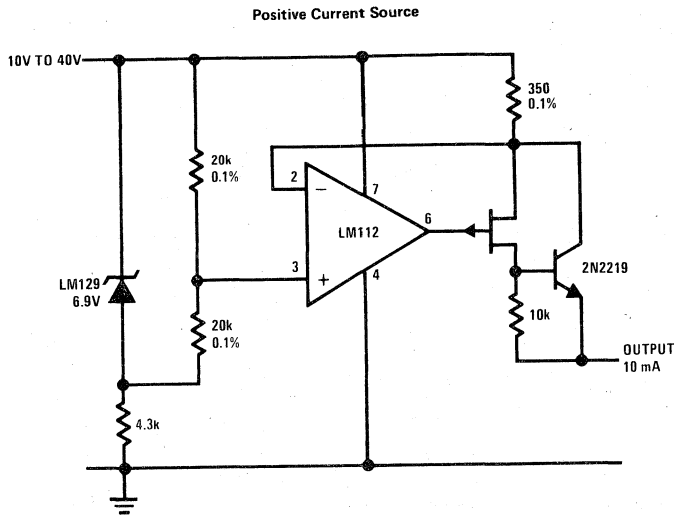 Positive Current Source
10V TO 40V
350
0.1%
20k
0.1%
2
−
7
LM112
6
3
+
4
2N2219
LM129
6.9V
20k
0.1%
10k
OUTPUT
10 mA
4.3k